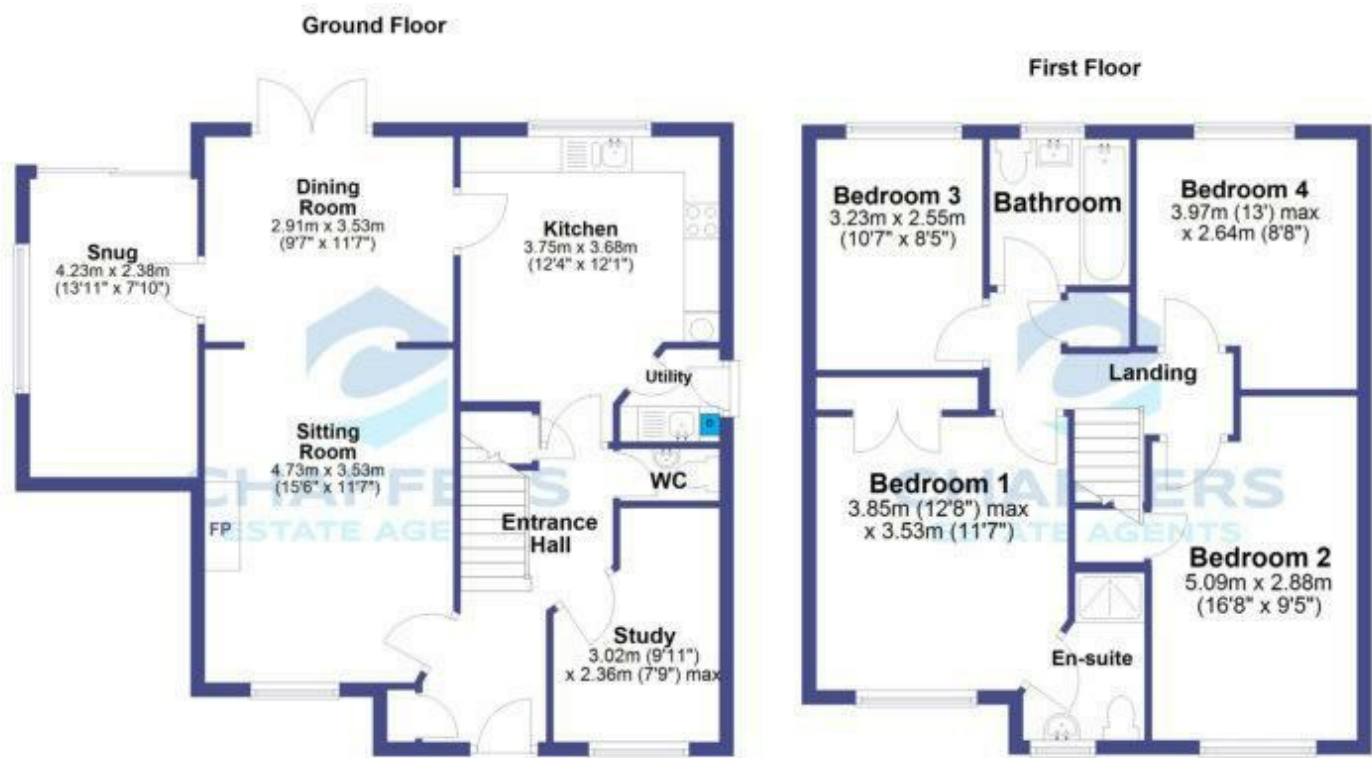 Ground Floor
Dining
Room
2.91m x 3.53m
(9'7" x 11'7")
Kitchen
3.75m x 3.68m
(12'4" x 12'1")
Snug
4.23m x 2.38m
(13'11" x 7'10")
Utility
Sitting
Room
4.73m x 3.53m
(15'6" x 11'7")
WC
FP
Entrance
Hall
Study
3.02m (9'11")
x 2.36m (7'9") max
CHAFFERS
ESTATE AGE
First Floor
Bedroom 3
3.23m x 2.55m
(10'7" x 8'5")
Bathroom
Bedroom 4
3.97m (13') max
x 2.64m (8'8")
Landing
Bedroom 1
3.85m (12'8") max
x 3.53m (11'7")
Bedroom 2
5.09m x 2.88m
(16'8" x 9'5")
En-suite
CHAFFERS
ESTATE AGENTS